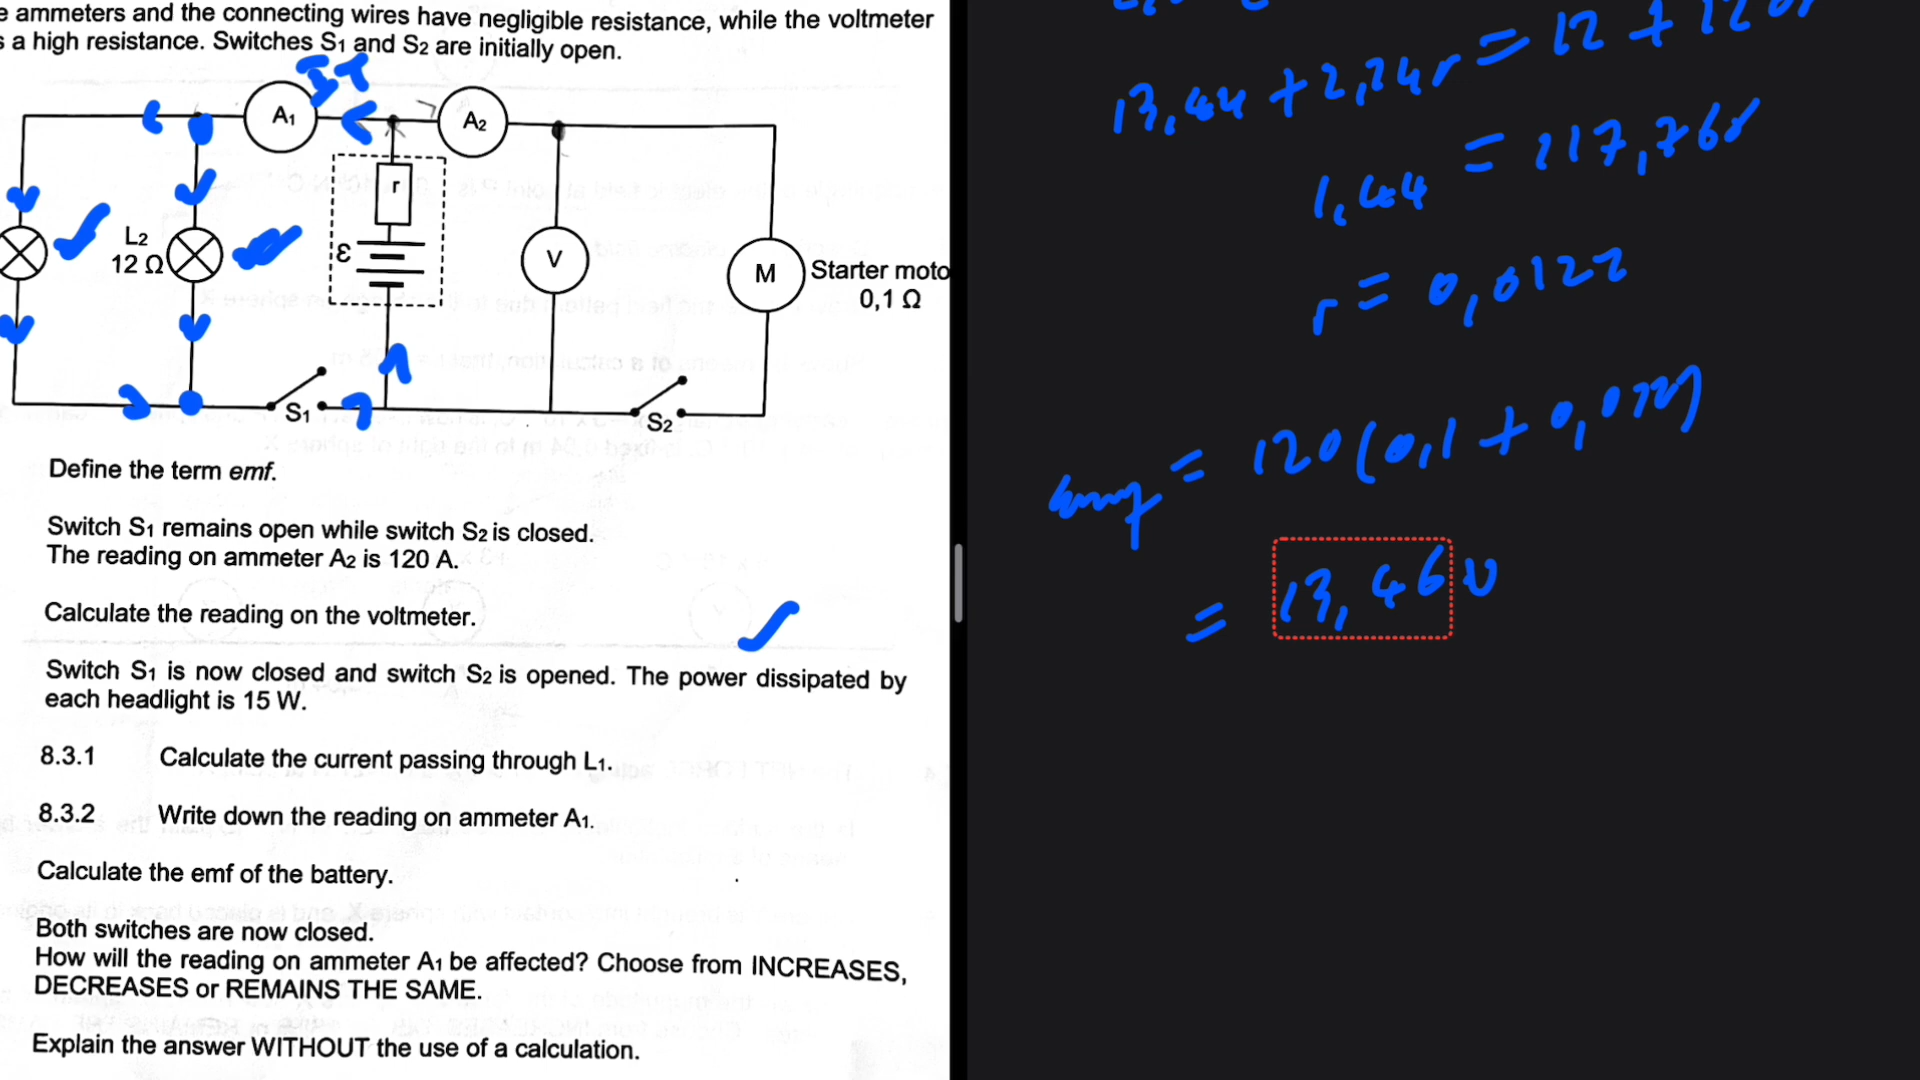 e ammeters and the connecting wires have negligible resistance, while the voltmeter
s a high resistance. Switches S1 and S2 are initially open.
IT
A1
A2
r
L2
12 Ω
ε
V
M
Starter moto
0,1 Ω
S1
S2
Define the term emf.
Switch S1 remains open while switch S2 is closed.
The reading on ammeter A2 is 120 A.
Calculate the reading on the voltmeter.
Switch S1 is now closed and switch S2 is opened. The power dissipated by
each headlight is 15 W.
8.3.1 Calculate the current passing through L1.
8.3.2 Write down the reading on ammeter A1.
Calculate the emf of the battery.
Both switches are now closed.
How will the reading on ammeter A1 be affected? Choose from INCREASES,
DECREASES or REMAINS THE SAME.
Explain the answer WITHOUT the use of a calculation.
13,44 + 2,24r = 12 + 120r
1,44 = 117,76r
r = 0,0122
emf = 120(0,1 +
= 13,46 v